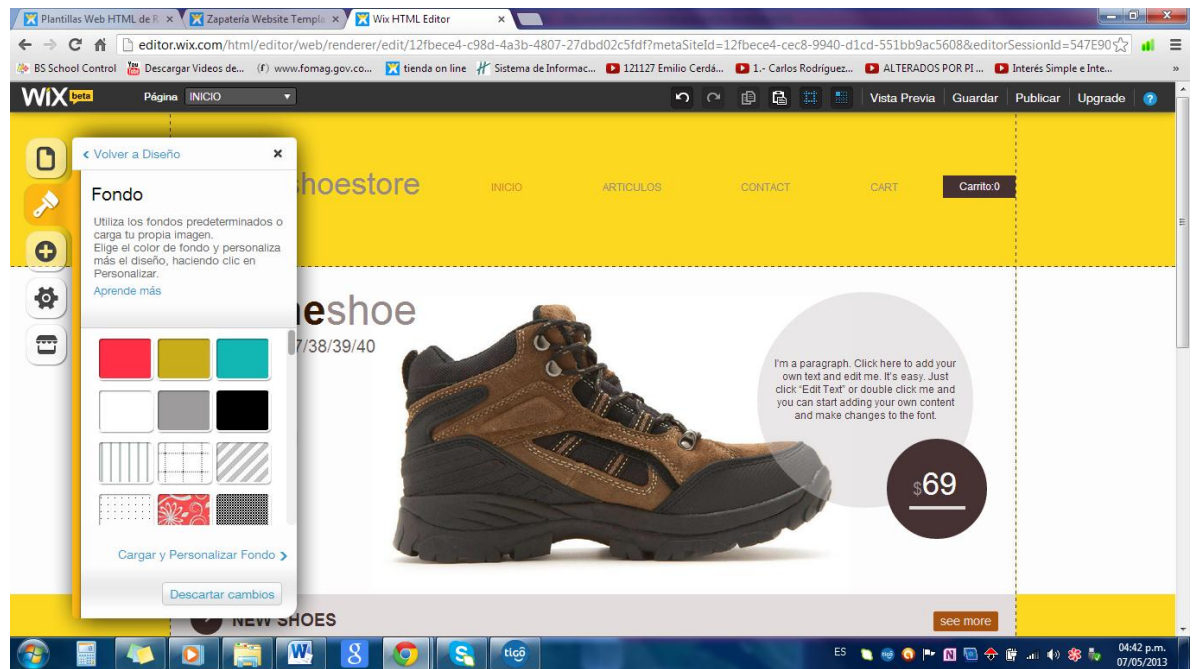 Plantillas Web HTML de R
Zapatería Website Templa
Wix HTML Editor
editor.wix.com/html/editor/web/renderer/edit/12fbece4-c98d-4a3b-4807-27dbd02c5fdf?metaSiteId=12fbece4-cec8-9940-d1cd-551bb9ac5608&editorSessionId=547E90
BS School Control
Descargar Videos de...
www.fomag.gov.co...
tienda on line
Sistema de Informac...
121127 Emilio Cerdá...
1.- Carlos Rodríguez...
ALTERADOS POR PI ...
Interés Simple e Inte...
»
WiX beta
Página INICIO
Vista Previa
Guardar
Publicar
Upgrade
?
Volver a Diseño
Fondo
Utiliza los fondos predeterminados o
carga tu propia imagen.
Elige el color de fondo y personaliza
más el diseño, haciendo clic en
Personalizar.
Aprende más
Cargar y Personalizar Fondo
Descartar cambios
hoestore
INICIO
ARTICULOS
CONTACT
CART
Carrito:0
eshoe
7/38/39/40
I'm a paragraph. Click here to add your
own text and edit me. It's easy. Just
click “Edit Text” or double click me and
you can start adding your own content
and make changes to the font.
$69
NEW SHOES
see more
tigo
ES
04:42 p.m.
07/05/2013